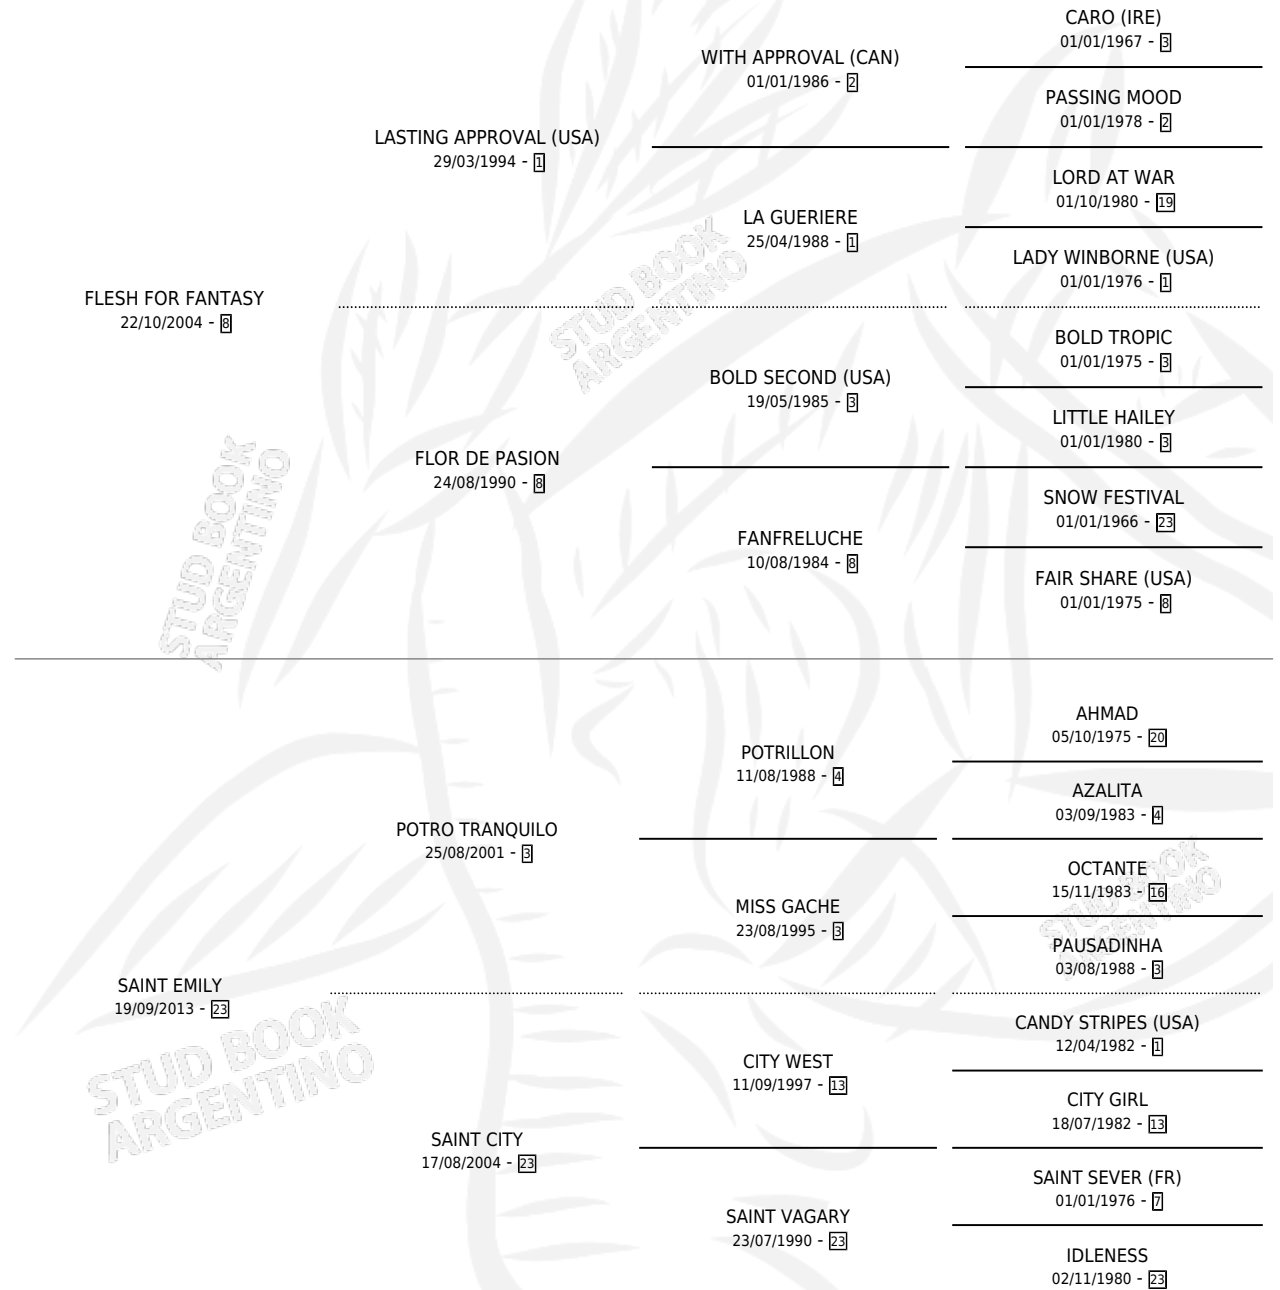 CARO (IRE)
01/01/1967 - 3
WITH APPROVAL (CAN)
01/01/1986 - 2
PASSING MOOD
01/01/1978 - 2
LASTING APPROVAL (USA)
29/03/1994 - 1
LORD AT WAR
01/10/1980 - 19
LA GUERIERE
25/04/1988 - 1
LADY WINBORNE (USA)
01/01/1976 - 1
FLESH FOR FANTASY
22/10/2004 - 8
BOLD TROPIC
01/01/1975 - 3
BOLD SECOND (USA)
19/05/1985 - 3
LITTLE HAILEY
01/01/1980 - 3
FLOR DE PASION
24/08/1990 - 8
SNOW FESTIVAL
01/01/1966 - 23
FANFRELUCHE
10/08/1984 - 8
FAIR SHARE (USA)
01/01/1975 - 8
STUD BOOK
ARGENTINO
STUD BOOK
ARGENTINO
AHMAD
05/10/1975 - 20
POTRILLON
11/08/1988 - 4
AZALITA
03/09/1983 - 4
POTRO TRANQUILO
25/08/2001 - 3
OCTANTE
15/11/1983 - 16
MISS GACHE
23/08/1995 - 3
PAUSADINHA
03/08/1988 - 3
STUD BOOK
ARGENTINO
SAINT EMILY
19/09/2013 - 23
CANDY STRIPES (USA)
12/04/1982 - 1
CITY WEST
11/09/1997 - 13
CITY GIRL
18/07/1982 - 13
SAINT CITY
17/08/2004 - 23
SAINT SEVER (FR)
01/01/1976 - 7
SAINT VAGARY
23/07/1990 - 23
IDLENESS
02/11/1980 - 23
STUD BOOK
ARGENTINO